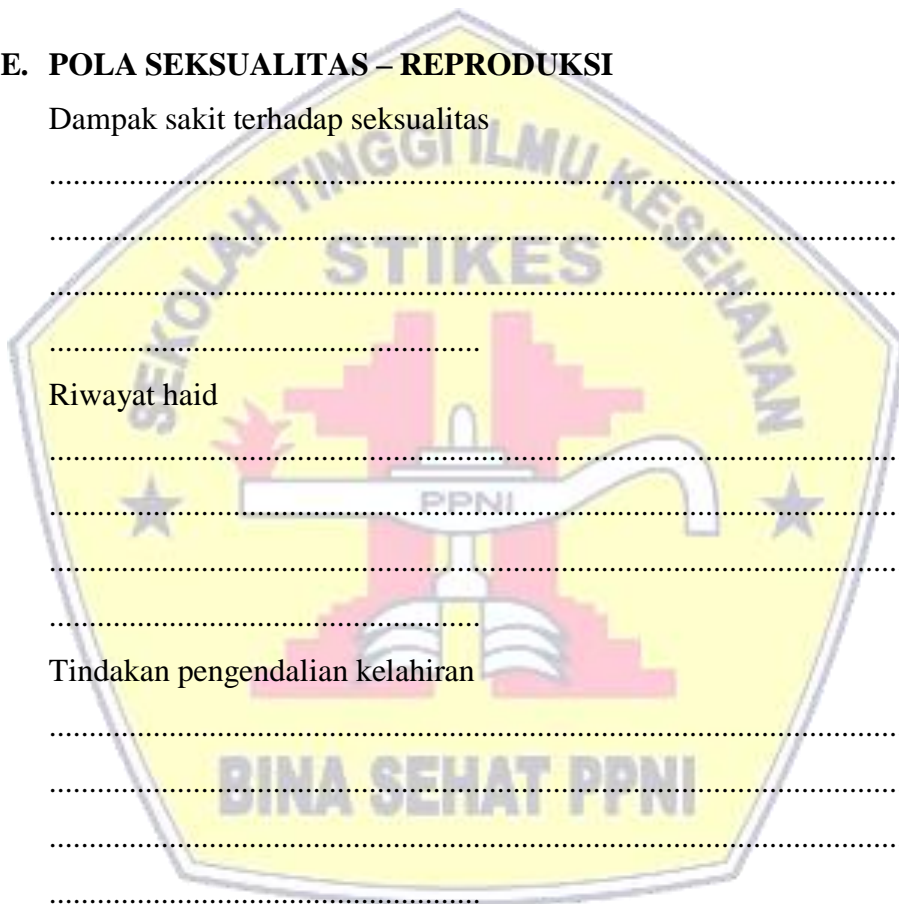 E. POLA SEKSUALITAS – REPRODUKSI
Dampak sakit terhadap seksualitas
..........................................................................................................
..........................................................................................................
..........................................................................................................
......................................................
Riwayat haid
..........................................................................................................
..........................................................................................................
..........................................................................................................
......................................................
Tindakan pengendalian kelahiran
..........................................................................................................
..........................................................................................................
..........................................................................................................
......................................................
SEKOLAH TINGGI ILMU KESEHATAN
STIKES
PPNI
BINA SEHAT PPNI